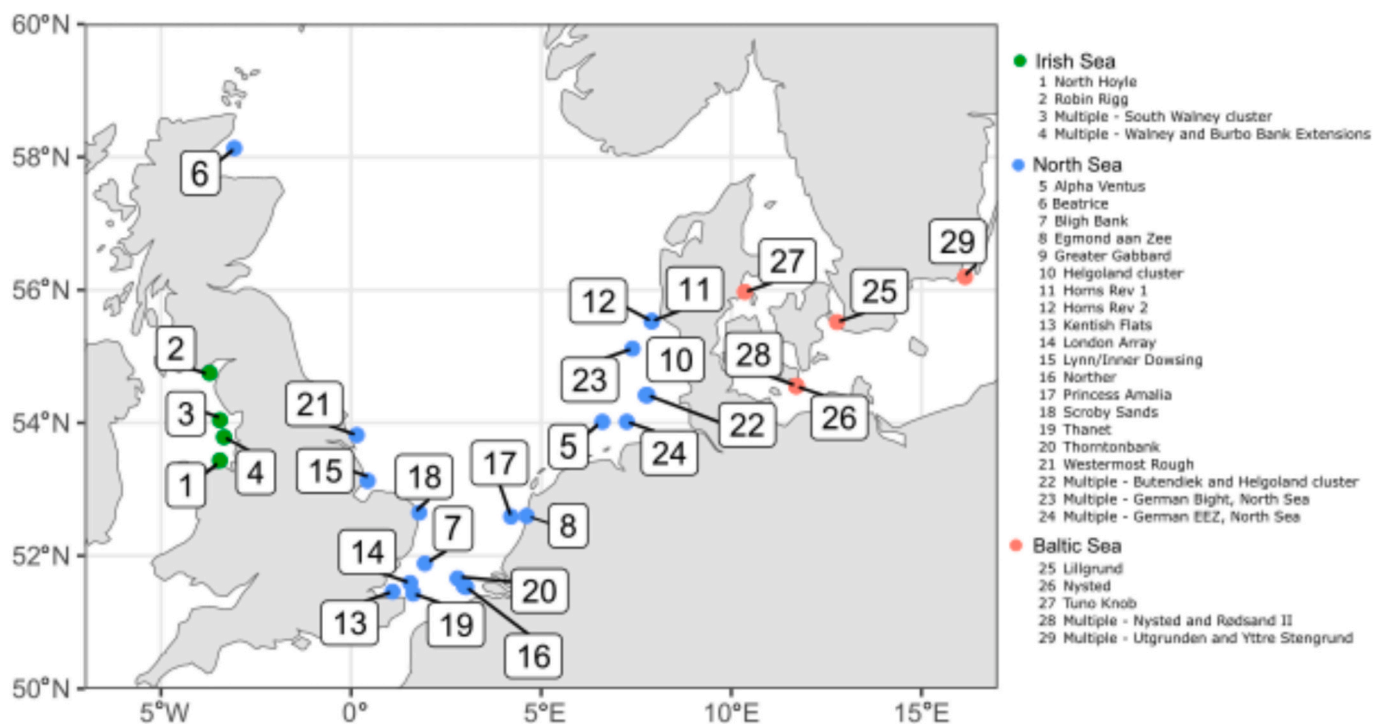 60°N
58°N
56°N
54°N
52°N
50°N
5°W
0°
5°E
10°E
15°E
6
29
27
25
12
11
2
10
28
23
3
21
26
22
5
24
17
4
1
15
18
7
8
14
20
13
19
16
Irish Sea
1 North Hoyle
2 Robin Rigg
3 Multiple - South Walney cluster
4 Multiple - Walney and Burbo Bank Extensions
North Sea
5 Alpha Ventus
6 Beatrice
7 Bligh Bank
8 Egmond aan Zee
9 Greater Gabbard
10 Helgoland cluster
11 Horns Rev 1
12 Horns Rev 2
13 Kentish Flats
14 London Array
15 Lynn/Inner Dowsing
16 Norther
17 Princess Amalia
18 Scroby Sands
19 Thanet
20 Thorntonbank
21 Westermost Rough
22 Multiple - Butendiek and Helgoland cluster
23 Multiple - German Bight, North Sea
24 Multiple - German EEZ, North Sea
Baltic Sea
25 Lillgrund
26 Nysted
27 Tuno Knob
28 Multiple - Nysted and Rødsand II
29 Multiple - Utgrunden and Yttre Stengrund